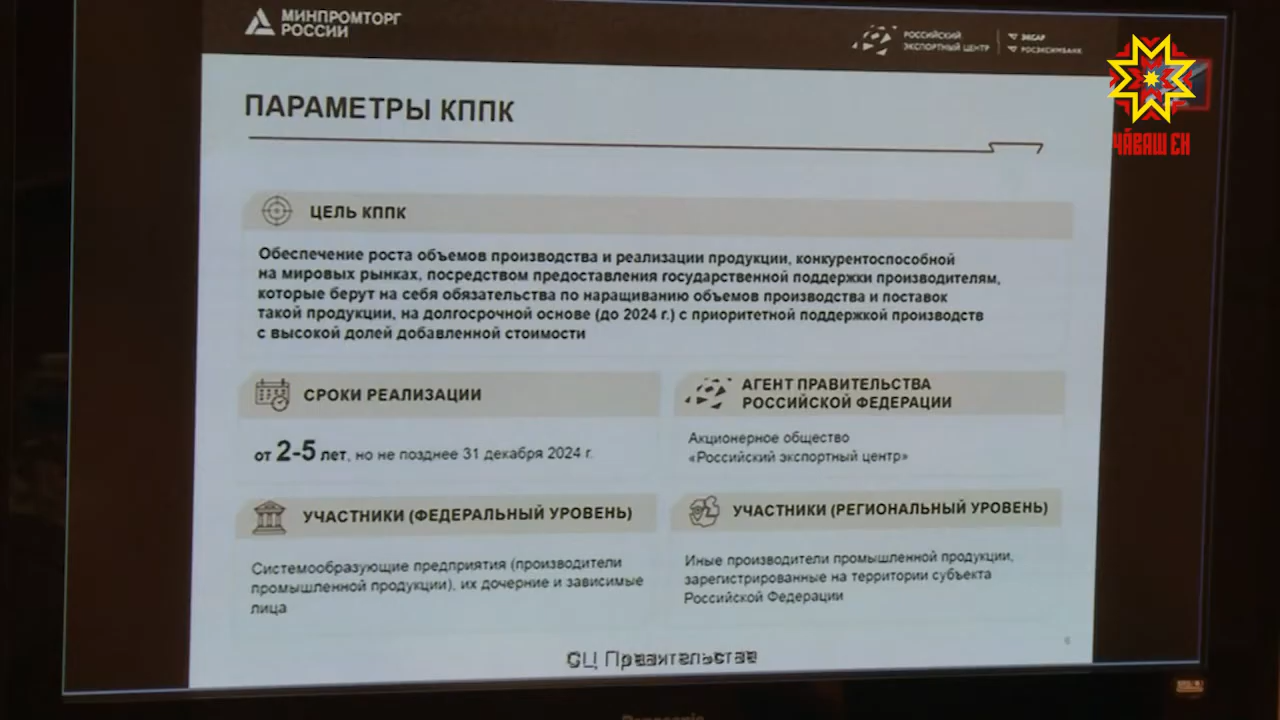 МИНПРОМТОРГ
РОССИИ
РОССИЙСКИЙ
ЭКСПОРТНЫЙ ЦЕНТР
ЭКСАР
РОСЭКСИМБАНК
ЧӐВАШ ЕН
ПАРАМЕТРЫ КППК
ЦЕЛЬ КППК
Обеспечение роста объемов производства и реализации продукции, конкурентоспособной
на мировых рынках, посредством предоставления государственной поддержки производителям,
которые берут на себя обязательства по наращиванию объемов производства и поставок
такой продукции, на долгосрочной основе (до 2024 г.) с приоритетной поддержкой производств
с высокой долей добавленной стоимости
СРОКИ РЕАЛИЗАЦИИ
от 2-5 лет, но не позднее 31 декабря 2024 г.
АГЕНТ ПРАВИТЕЛЬСТВА
РОССИЙСКОЙ ФЕДЕРАЦИИ
Акционерное общество
«Российский экспортный центр»
УЧАСТНИКИ (ФЕДЕРАЛЬНЫЙ УРОВЕНЬ)
Системообразующие предприятия (производители
промышленной продукции), их дочерние и зависимые
лица
УЧАСТНИКИ (РЕГИОНАЛЬНЫЙ УРОВЕНЬ)
Иные производители промышленной продукции,
зарегистрированные на территории субъекта
Российской Федерации
6
СЦ Правительства
Panasonic